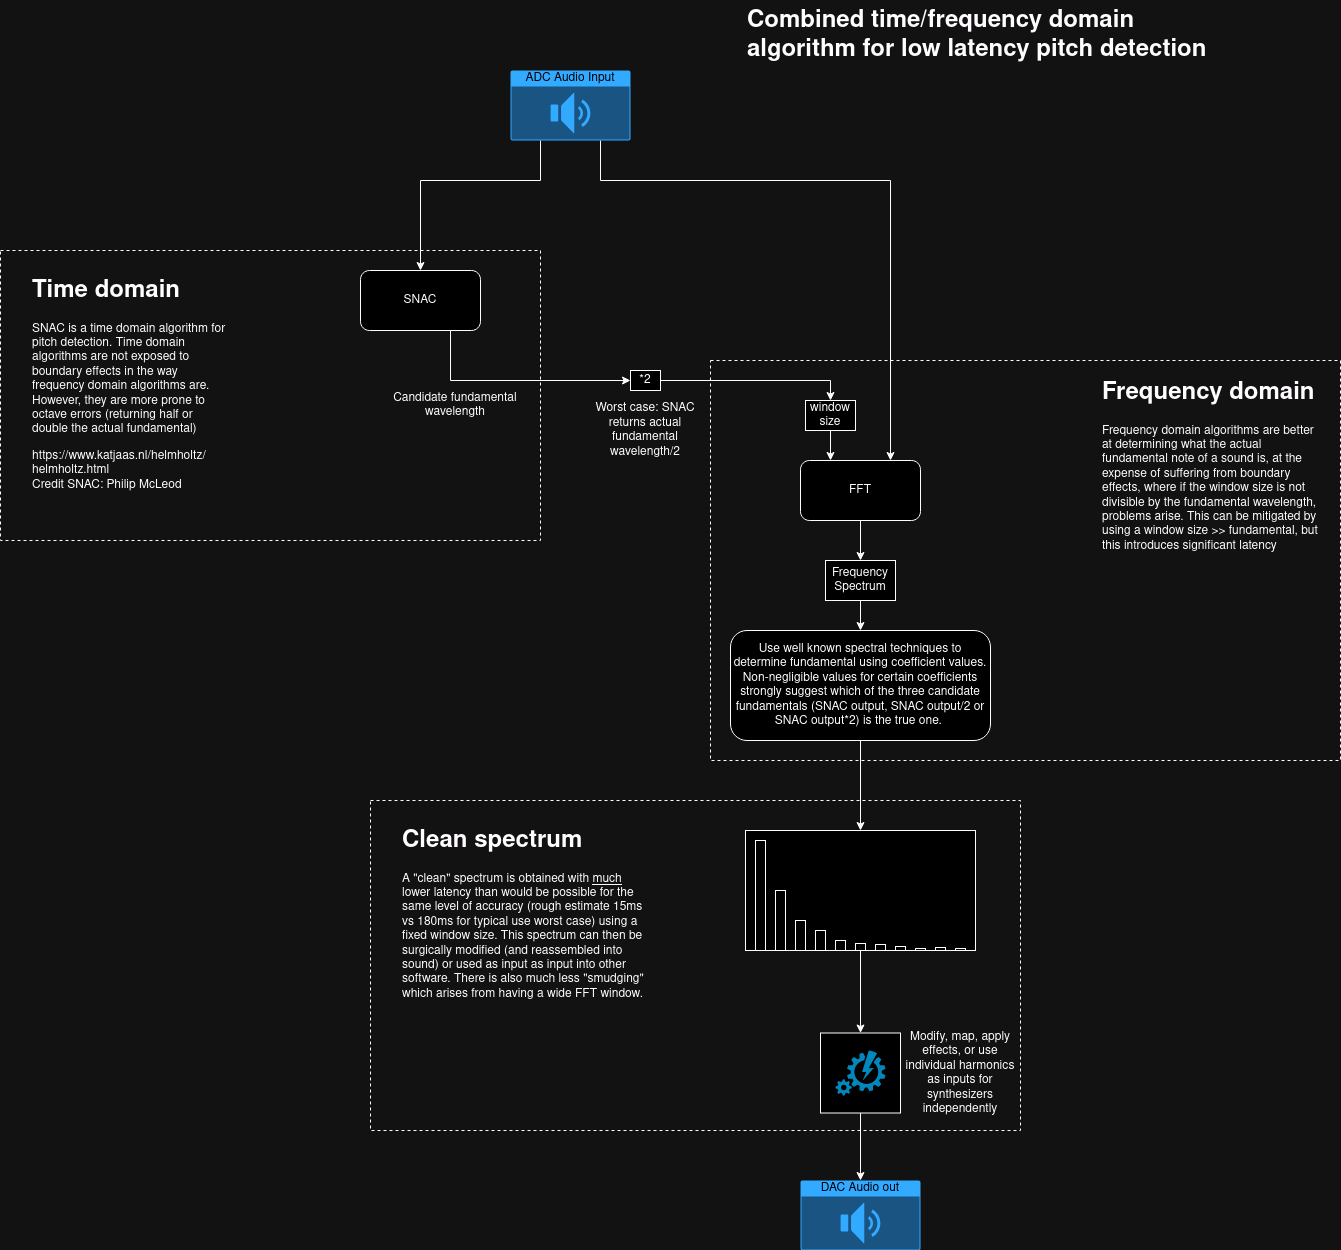 Combined time/frequency domain
algorithm for low latency pitch detection
ADC Audio Input
Time domain
SNAC is a time domain algorithm for
pitch detection. Time domain
algorithms are not exposed to
boundary effects in the way
frequency domain algorithms are.
However, they are more prone to
octave errors (returning half or
double the actual fundamental)
https://www.katjaas.nl/helmholtz/
helmholtz.html
Credit SNAC: Philip McLeod
SNAC
Candidate fundamental
wavelength
*2
Worst case: SNAC
returns actual
fundamental
wavelength/2
window
size
FFT
Frequency
Spectrum
Use well known spectral techniques to
determine fundamental using coefficient values.
Non-negligible values for certain coefficients
strongly suggest which of the three candidate
fundamentals (SNAC output, SNAC output/2 or
SNAC output*2) is the true one.
Frequency domain
Frequency domain algorithms are better
at determining what the actual
fundamental note of a sound is, at the
expense of suffering from boundary
effects, where if the window size is not
divisible by the fundamental wavelength,
problems arise. This can be mitigated by
using a window size >> fundamental, but
this introduces significant latency
Clean spectrum
A "clean" spectrum is obtained with much
lower latency than would be possible for the
same level of accuracy (rough estimate 15ms
vs 180ms for typical use worst case) using a
fixed window size. This spectrum can then be
surgically modified (and reassembled into
sound) or used as input as input into other
software. There is also much less "smudging"
which arises from having a wide FFT window.
Modify, map, apply
effects, or use
individual harmonics
as inputs for
synthesizers
independently
DAC Audio out